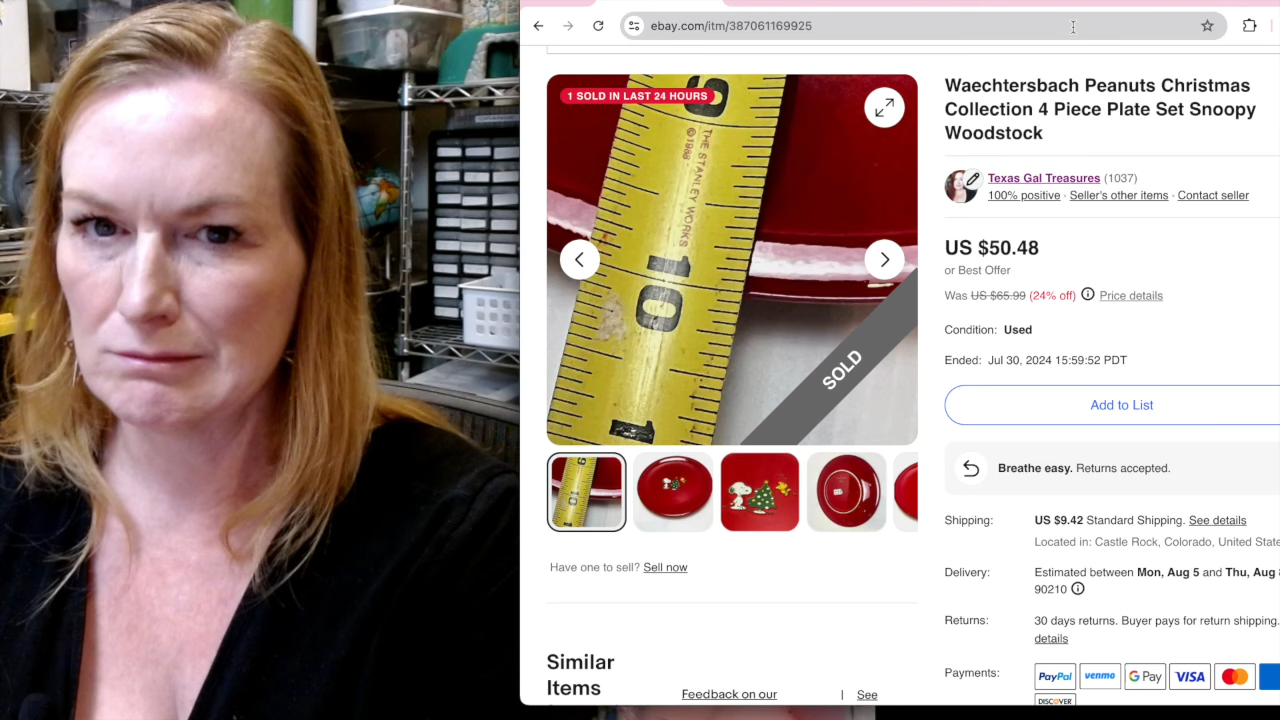 ebay.com/itm/387061169925
1 SOLD IN LAST 24 HOURS
9
THE STANLEY WORKS
©1988
10
SOLD
Have one to sell? Sell now
Similar
Items
Feedback on our
| See
Waechtersbach Peanuts Christmas
Collection 4 Piece Plate Set Snoopy
Woodstock
Texas Gal Treasures (1037)
100% positive · Seller's other items · Contact seller
US $50.48
or Best Offer
Was US $65.99 (24% off) Price details
Condition: Used
Ended: Jul 30, 2024 15:59:52 PDT
Add to List
Breathe easy. Returns accepted.
Shipping: US $9.42 Standard Shipping. See details
Located in: Castle Rock, Colorado, United State
Delivery: Estimated between Mon, Aug 5 and Thu, Aug
90210
Returns: 30 days returns. Buyer pays for return shipping.
details
Payments: PayPal venmo G Pay VISA
DISCOVER